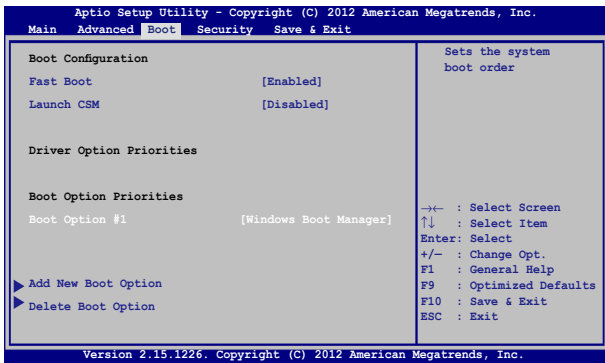 Aptio Setup Utility - Copyright (C) 2012 American Megatrends, Inc.
Main Advanced Boot Security Save & Exit
Boot Configuration
Fast Boot [Enabled]
Launch CSM [Disabled]
Driver Option Priorities
Boot Option Priorities
Boot Option #1 [Windows Boot Manager]
Add New Boot Option
Delete Boot Option
Sets the system
boot order
→← : Select Screen
↑↓ : Select Item
Enter: Select
+/— : Change Opt.
F1 : General Help
F9 : Optimized Defaults
F10 : Save & Exit
ESC : Exit
Version 2.15.1226. Copyright (C) 2012 American Megatrends, Inc.